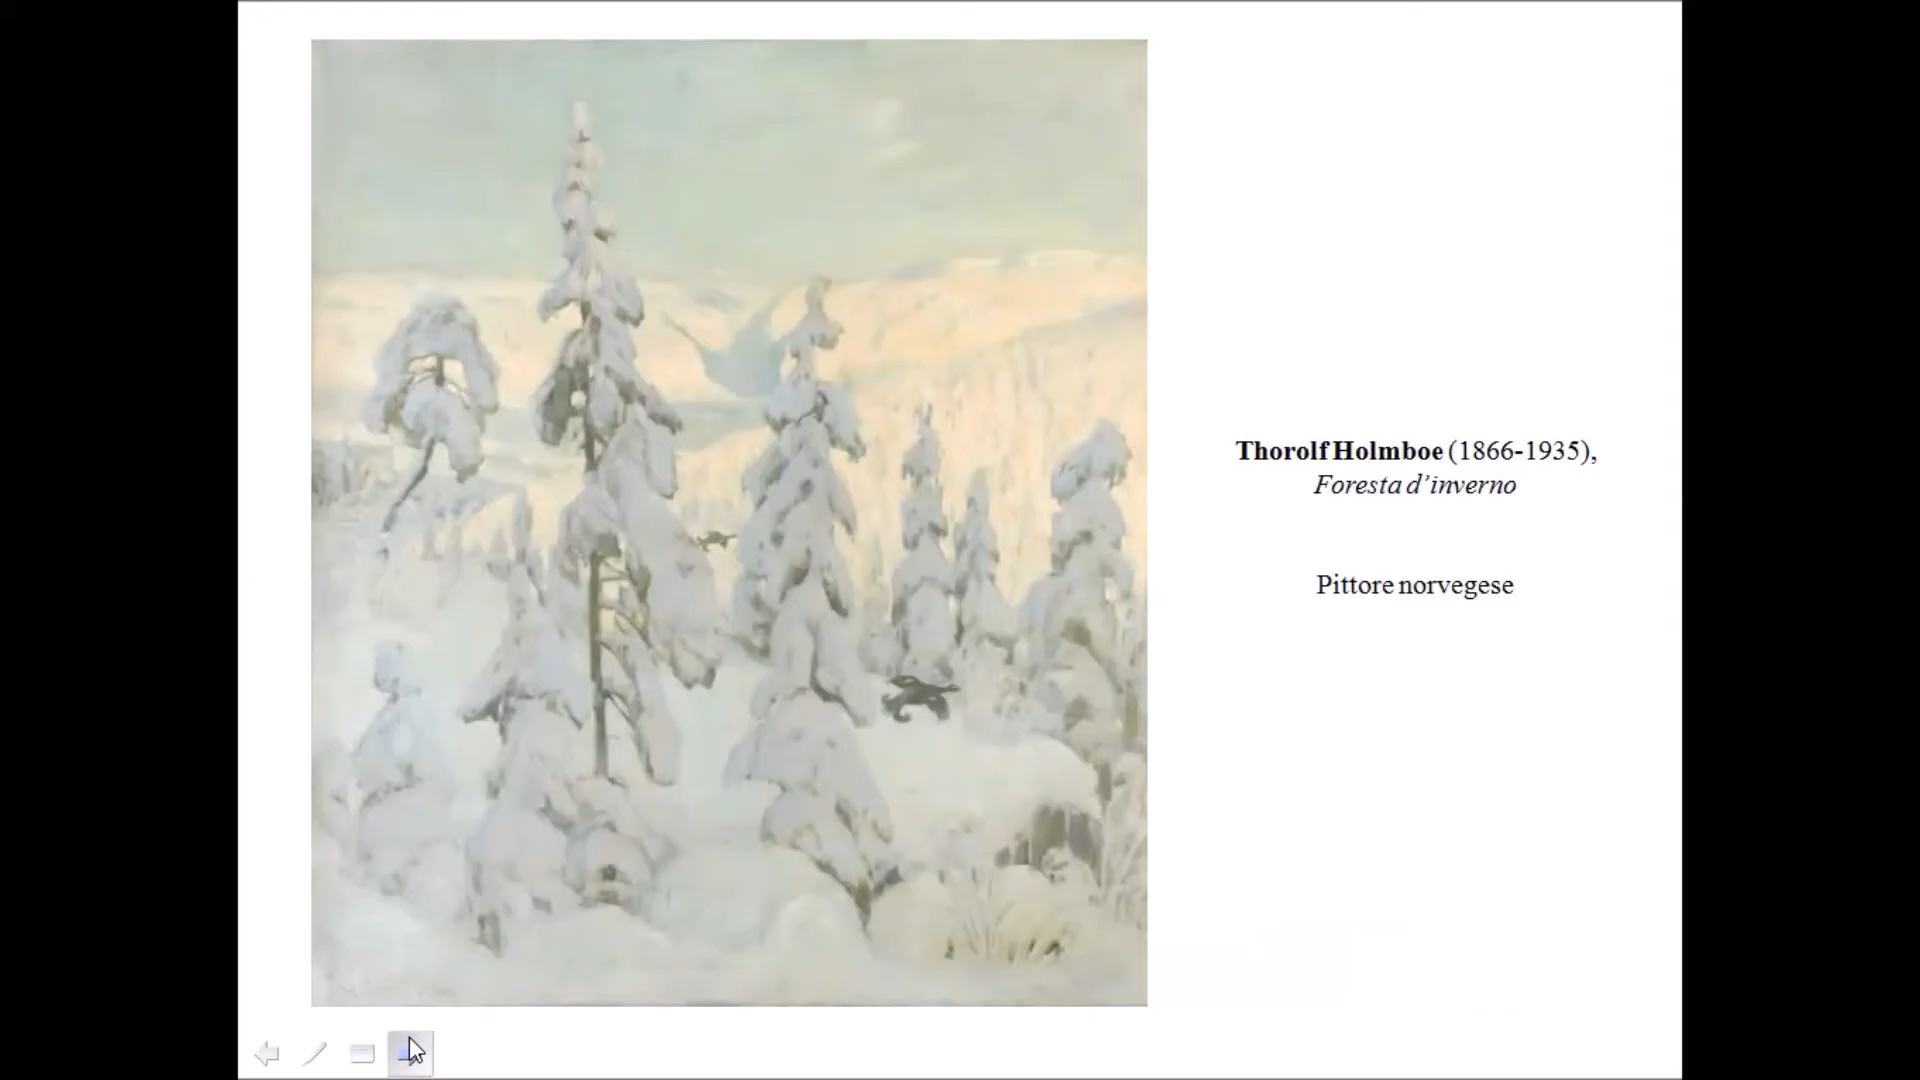 Thorolf Holmboe (1866-1935),
Foresta d’inverno
Pittore norvegese